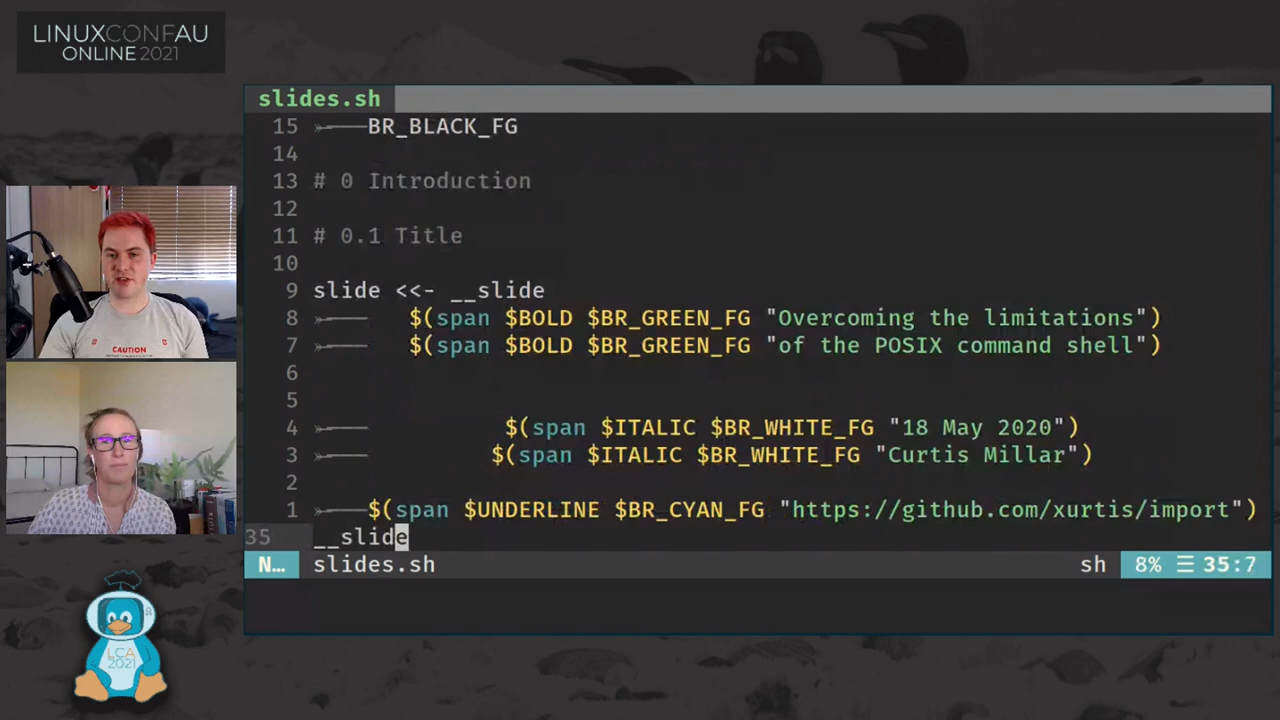 LINUXCONFAU
ONLINE 2021
slides.sh
15 BR_BLACK_FG
14
13 # 0 Introduction
12
11 # 0.1 Title
10
9 slide <<- __slide
8 $(span $BOLD $BR_GREEN_FG "Overcoming the limitations")
7 $(span $BOLD $BR_GREEN_FG "of the POSIX command shell")
6
5
4 $(span $ITALIC $BR_WHITE_FG "18 May 2020")
3 $(span $ITALIC $BR_WHITE_FG "Curtis Millar")
2
1 $(span $UNDERLINE $BR_CYAN_FG "https://github.com/xurtis/import")
35 __slide
N… slides.sh sh 8% ☰ 35:7
CAUTION
LCA
2021